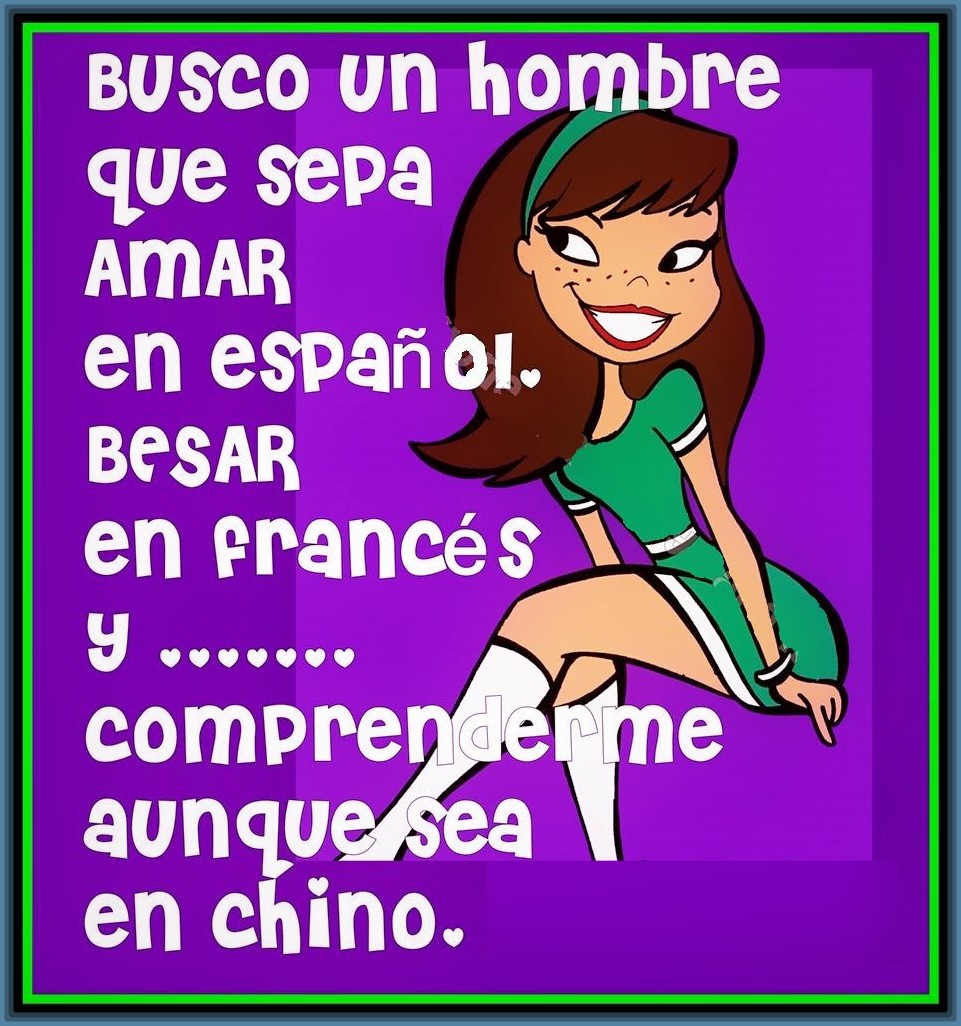 Busco un hombre
que sepa
AMAR
en español.
BesAR
en francés
y .......
comprenderme
aunque sea
en chino.